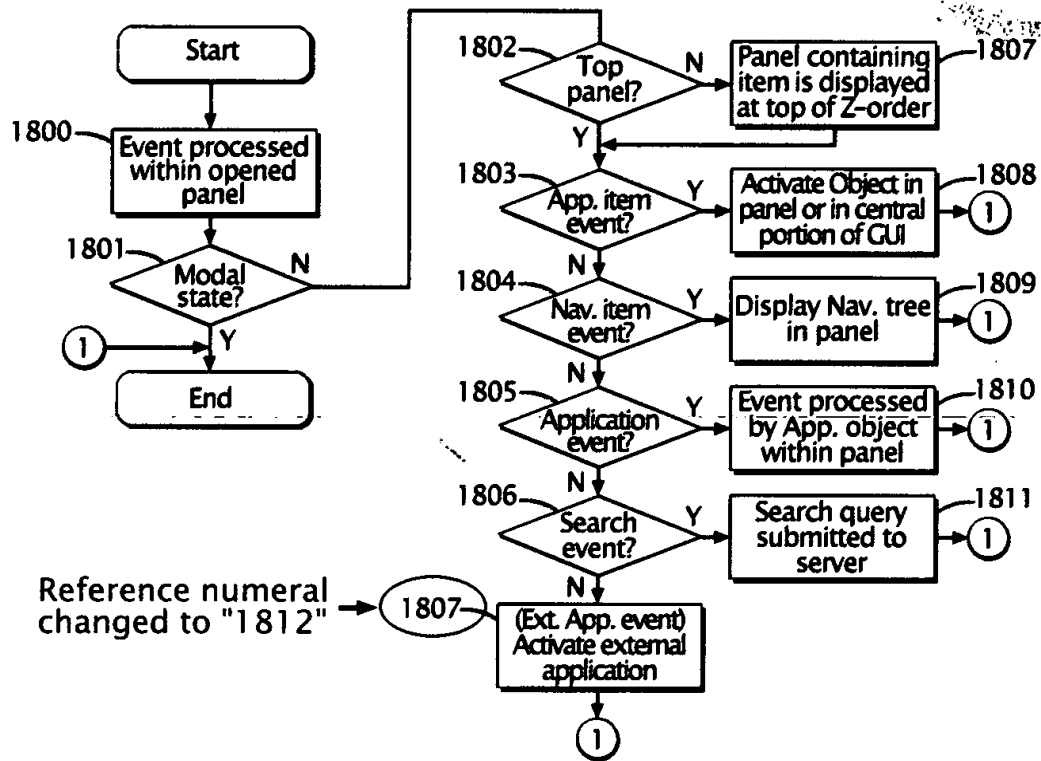 Start
1800
Event processed
within opened
panel
1801
Modal
state?
N
Y
1
End
1802
Top
panel?
N
Y
1807
Panel containing
item is displayed
at top of Z-order
1803
App. item
event?
Y
N
1808
Activate Object in
panel or in central
portion of GUI
1
1804
Nav. item
event?
Y
N
1809
Display Nav. tree
in panel
1
1805
Application
event?
Y
N
1810
Event processed
by App. object
within panel
1
1806
Search
event?
Y
N
1811
Search query
submitted to
server
1
Reference numeral
changed to "1812"
1807
(Ext. App. event)
Activate external
application
1